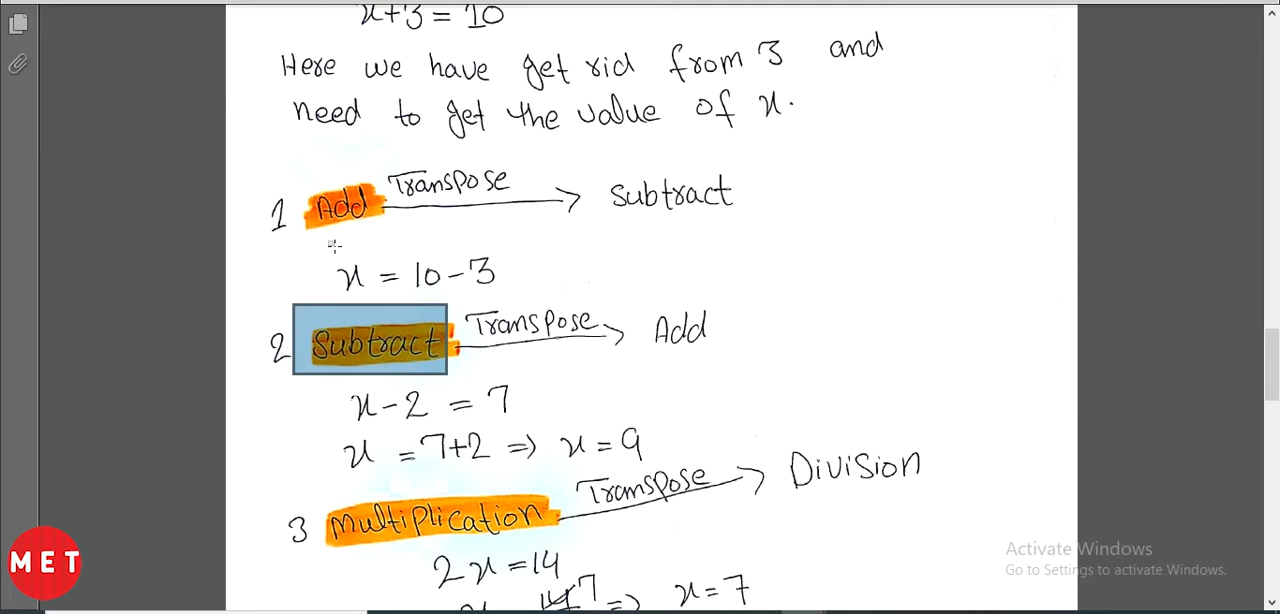 x+3 = 10
Here we have get rid from 3 and
need to get the value of x.
1 Add Transpose → Subtract
x = 10-3
2 Subtract Transpose → Add
x-2 = 7
x = 7+2 ⇒ x = 9
3 Multiplication Transpose → Division
2x = 14
⇒ x = 7
MET
Activate Windows
Go to Settings to activate Windows.